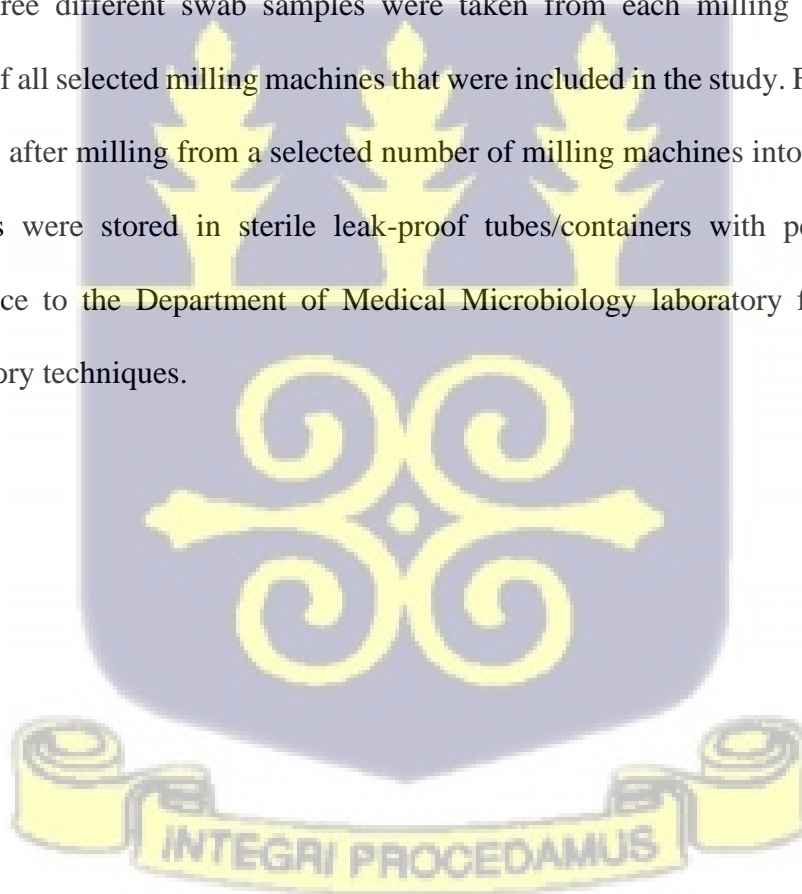 ree different swab samples were taken from each milling
f all selected milling machines that were included in the study. F
after milling from a selected number of milling machines into
s were stored in sterile leak-proof tubes/containers with p
ce to the Department of Medical Microbiology laboratory f
ory techniques.
INTEGRI PROCEDAMUS